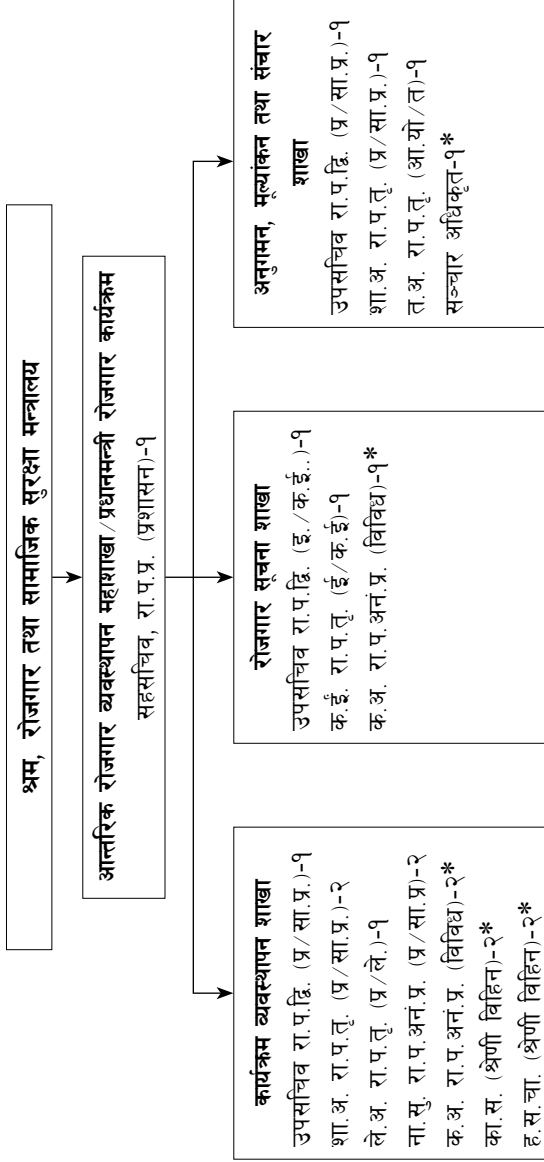 श्रम, रोजगार तथा सामाजिक सुरक्षा मन्त्रालय
आन्तरिक रोजगार व्यवस्थापन महाशाखा/प्रधानमन्त्री रोजगार कार्यक्रम
सहसचिव, रा.प.प्र. (प्रशासन)-१
कार्यक्रम व्यवस्थापन शाखा
उपसचिव रा.प.द्वि. (प्र/सा.प्र.)-१
शा.अ. रा.प.तृ. (प्र/सा.प्र.)-२
ले.अ. रा.प.तृ. (प्र/ले.)-१
ना.सु. रा.प.अनं.प्र. (प्र/सा.प्र)-२
क.अ. रा.प.अनं.प्र. (विविध)-२*
का.स. (श्रेणी विहिन)-२*
ह.स.चा. (श्रेणी विहिन)-२*
रोजगार सूचना शाखा
उपसचिव रा.प.द्वि. (इ./क.ई..)-१
क.ई. रा.प.तृ. (ई/क.ई)-१
क.अ. रा.प.अनं.प्र. (विविध)-१*
अनुगमन, मूल्यांकन तथा संचार
शाखा
उपसचिव रा.प.द्वि. (प्र/सा.प्र.)-१
शा.अ. रा.प.तृ. (प्र/सा.प्र.)-१
त.अ. रा.प.तृ. (आ.यो/त)-१
सञ्चार अधिकृत-१*